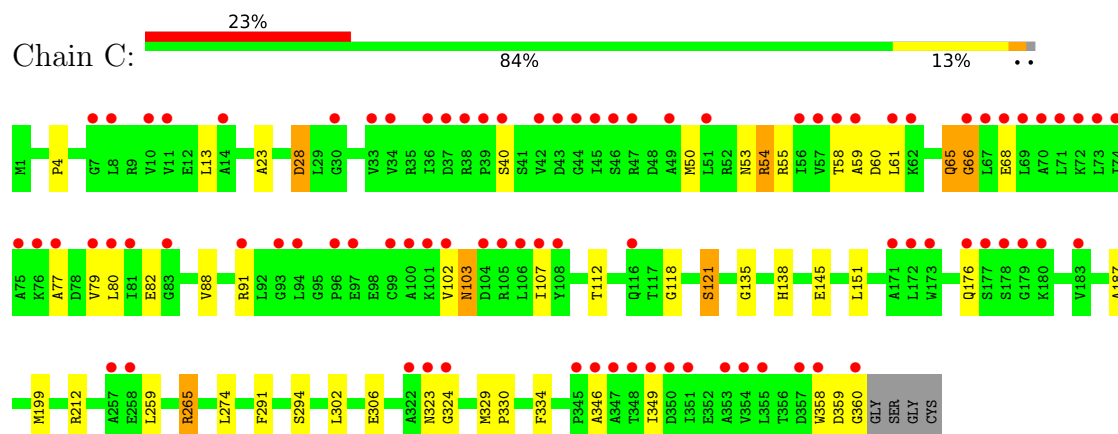 23%
Chain C:
84% 13% • •
M1 P4 G7 L8 R9 V10 V11 E12 L13 A14 A23 D28 L29 G30 V33 V34 R35 I36 D37 R38 P39 S40 S41 V42 D43 G44 I45 S46 R47 D48 A49 M50 L51 R52 N53 R54 R55 I56 V57 T58 A59 D60 L61 K62 Q65 G66 L67 E68 L69 A70 L71 K72 L73 I74
A75 K76 A77 D78 V79 L80 I81 E82 G83 V88 R91 L92 G93 L94 G95 P96 E97 E98 C99 A100 K101 V102 N103 D104 R105 L106 I107 Y108 T112 Q116 T117 G118 S121 G135 H138 E145 L151 A171 L172 W173 Q176 S177 S178 G179 K180 V183 A187
M199 R212 A257 E258 L259 R265 L274 F291 S294 L302 E306 A322 N323 G324 M329 P330 F334 P345 A346 A347 T348 I349 D350 I351 E352 A353 V354 L355 T356 D357 W358 D359 G360 GLY SER GLY CYS